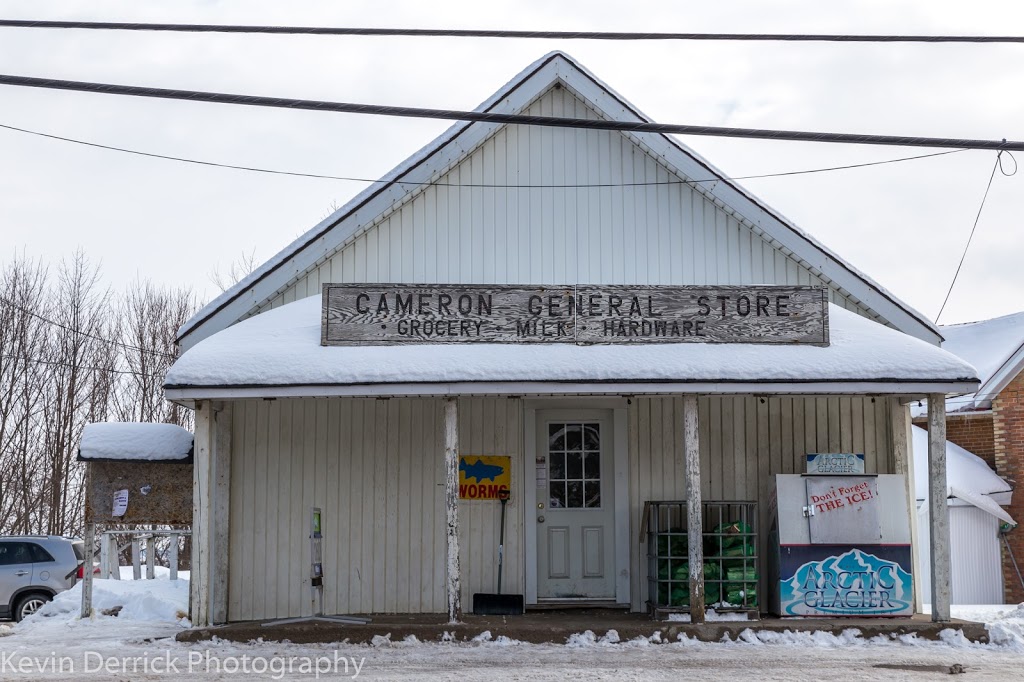 CAMERON GENERAL STORE
· GROCERY · MILK · HARDWARE
WORMS
ARCTIC
GLACIER
Don't Forget
THE ICE!
ARCTIC
GLACIER
Kevin Derrick Photography